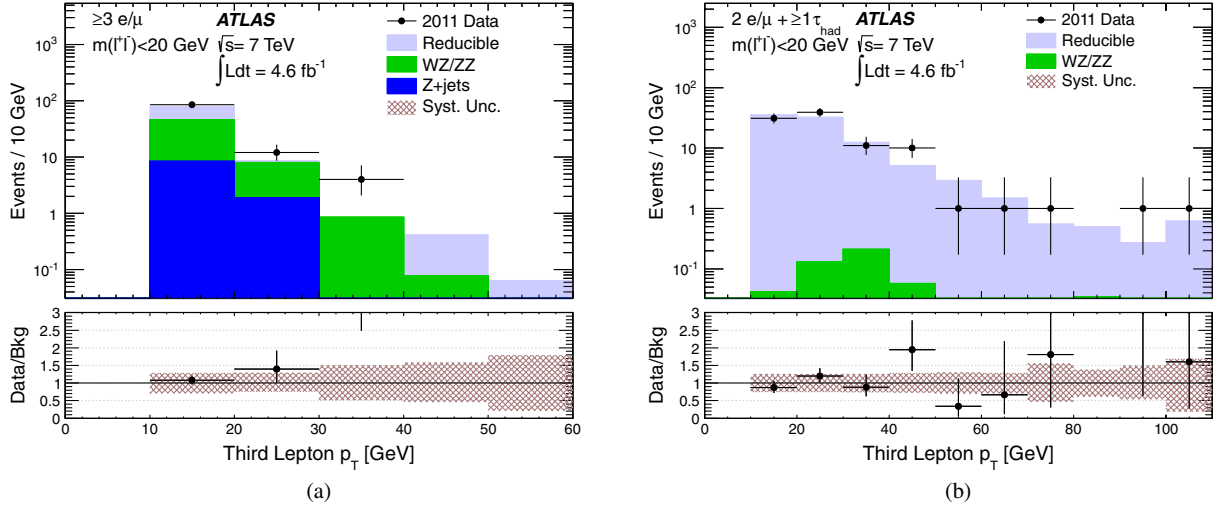 ≥3 e/μ ATLAS
m(l⁺l⁻)<20 GeV √s= 7 TeV
∫Ldt = 4.6 fb⁻¹
2011 Data
Reducible
WZ/ZZ
Z+jets
Syst. Unc.
Events / 10 GeV
10³
10²
10
1
10⁻¹
Data/Bkg
3
2.5
2
1.5
1
0.5
0
0 10 20 30 40 50 60
Third Lepton p_T [GeV]
(a)
2 e/μ + ≥1τ_had ATLAS
m(l⁺l⁻)<20 GeV √s= 7 TeV
∫Ldt = 4.6 fb⁻¹
2011 Data
Reducible
WZ/ZZ
Syst. Unc.
Events / 10 GeV
10³
10²
10
1
10⁻¹
Data/Bkg
3
2.5
2
1.5
1
0.5
0
0 20 40 60 80 100
Third Lepton p_T [GeV]
(b)